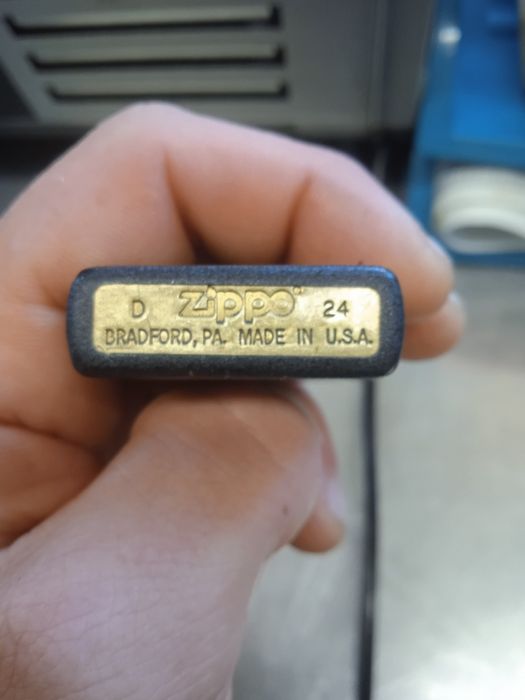 D zippo® 24
BRADFORD, PA. MADE IN U.S.A.